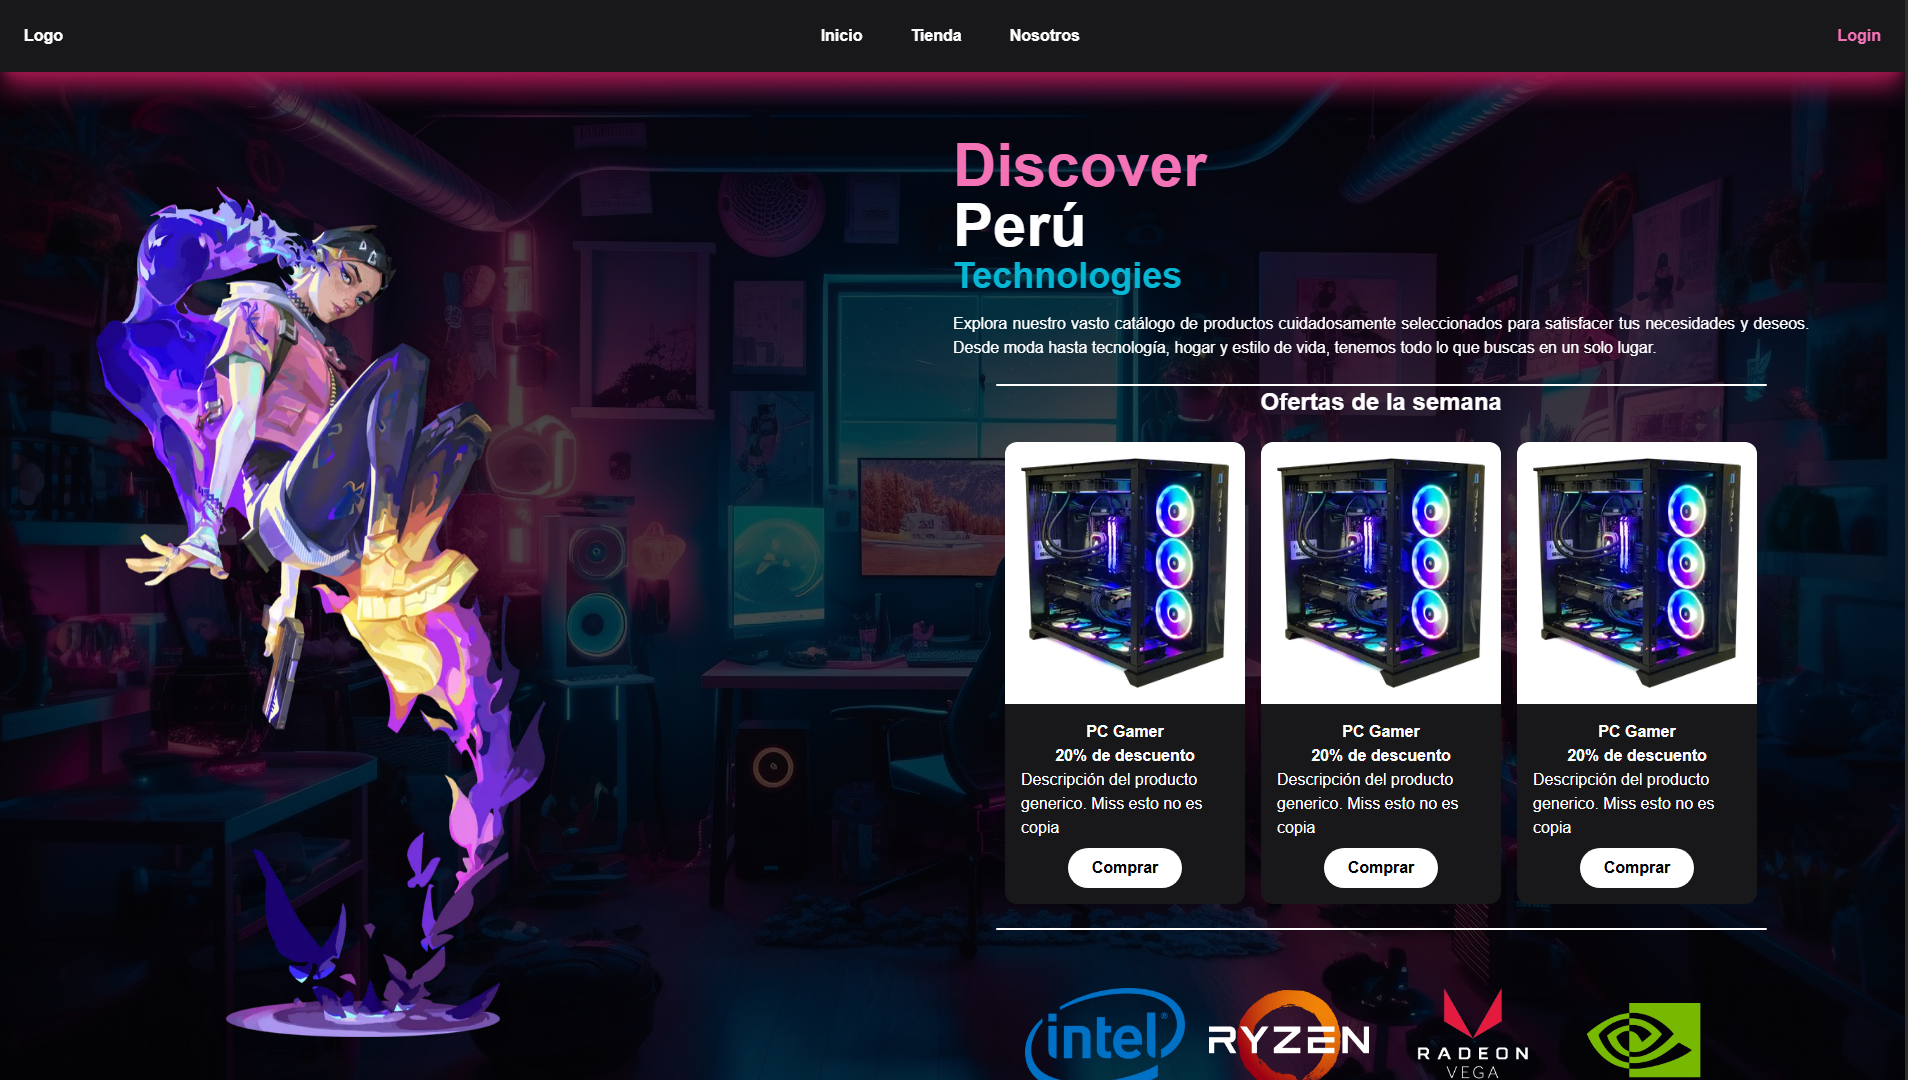 Logo
Inicio
Tienda
Nosotros
Login
Discover
Perú
Technologies
Explora nuestro vasto catálogo de productos cuidadosamente seleccionados para satisfacer tus necesidades y deseos.
Desde moda hasta tecnología, hogar y estilo de vida, tenemos todo lo que buscas en un solo lugar.
Ofertas de la semana
PC Gamer
20% de descuento
Descripción del producto
generico. Miss esto no es
copia
Comprar
PC Gamer
20% de descuento
Descripción del producto
generico. Miss esto no es
copia
Comprar
PC Gamer
20% de descuento
Descripción del producto
generico. Miss esto no es
copia
Comprar
intel®
RYZEN
RADEON
VEGA